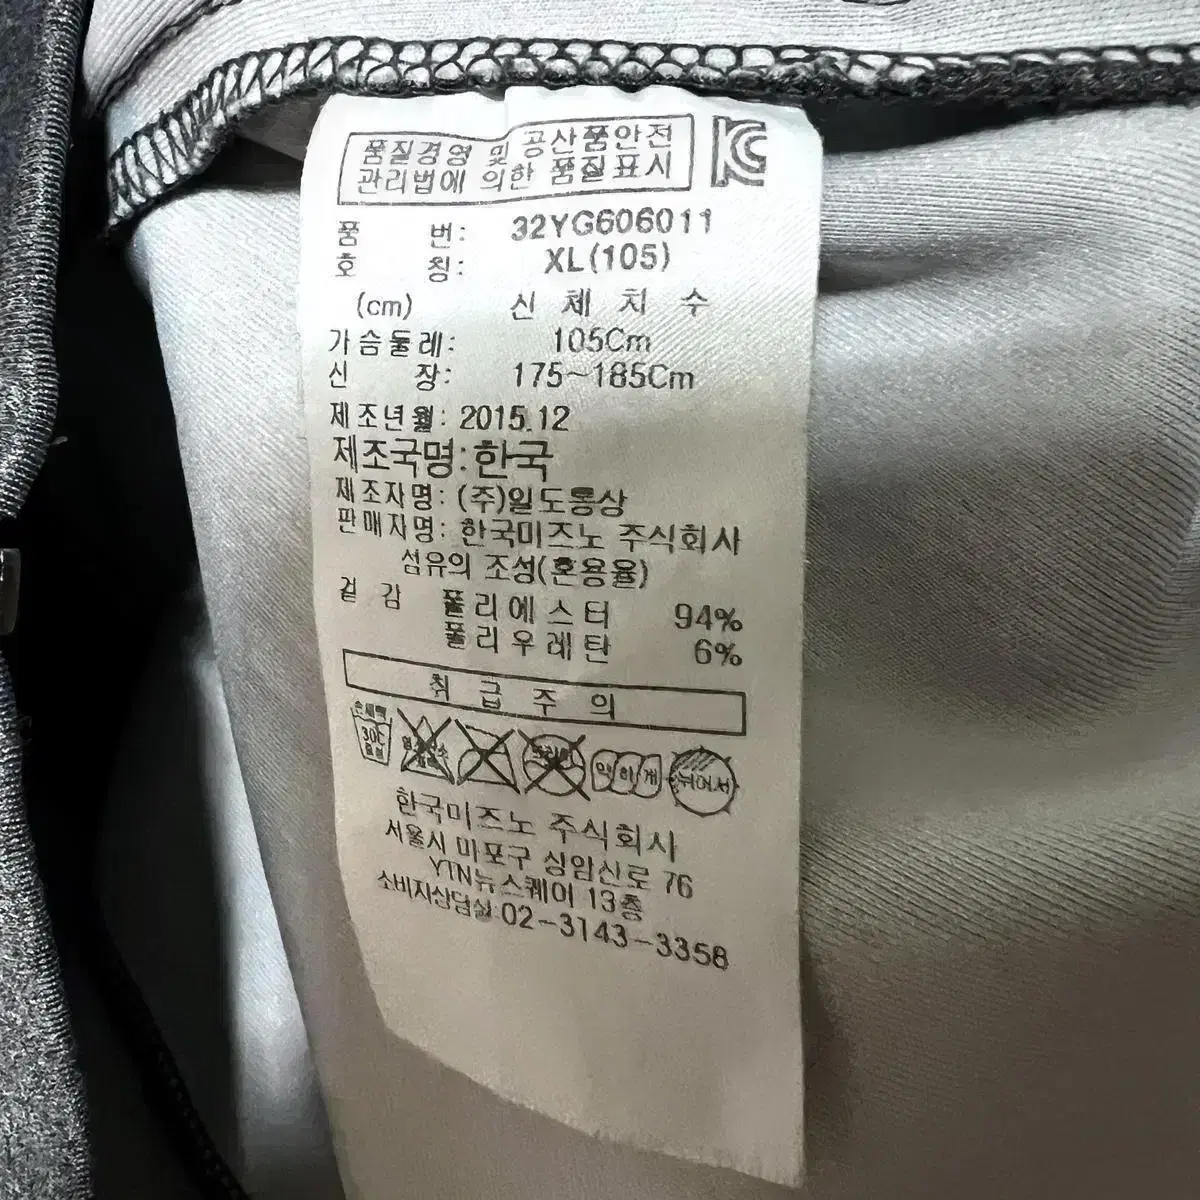 품질경영 및 공산품안전
관리법에 의한 품질표시
KC
품 번: 32YG606011
호 칭: XL(105)
(cm) 신 체 치 수
가슴둘레: 105Cm
신 장: 175~185Cm
제조년월: 2015.12
제조국명: 한국
제조자명: (주)일도통상
판매자명: 한국미즈노 주식회사
섬유의 조성(혼용율)
겉 감 폴리에스터 94%
폴리우레탄 6%
취 급 주 의
손세탁 30℃ 중성
약하게
뉘어서
한국미즈노 주식회사
서울시 마포구 상암산로 76
YTN뉴스퀘어 13층
소비자상담실 02-3143-3358